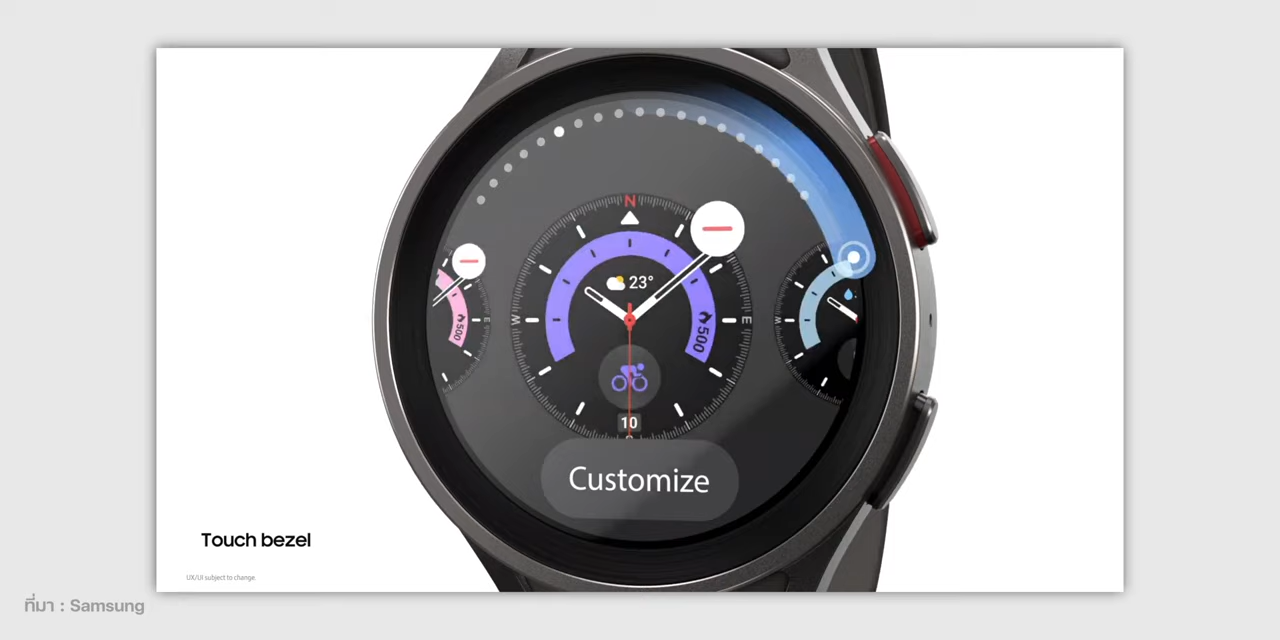 N
23°
W
E
500
500
E
W
10
Customize
Touch bezel
UX/UI subject to change.
ที่มา : Samsung